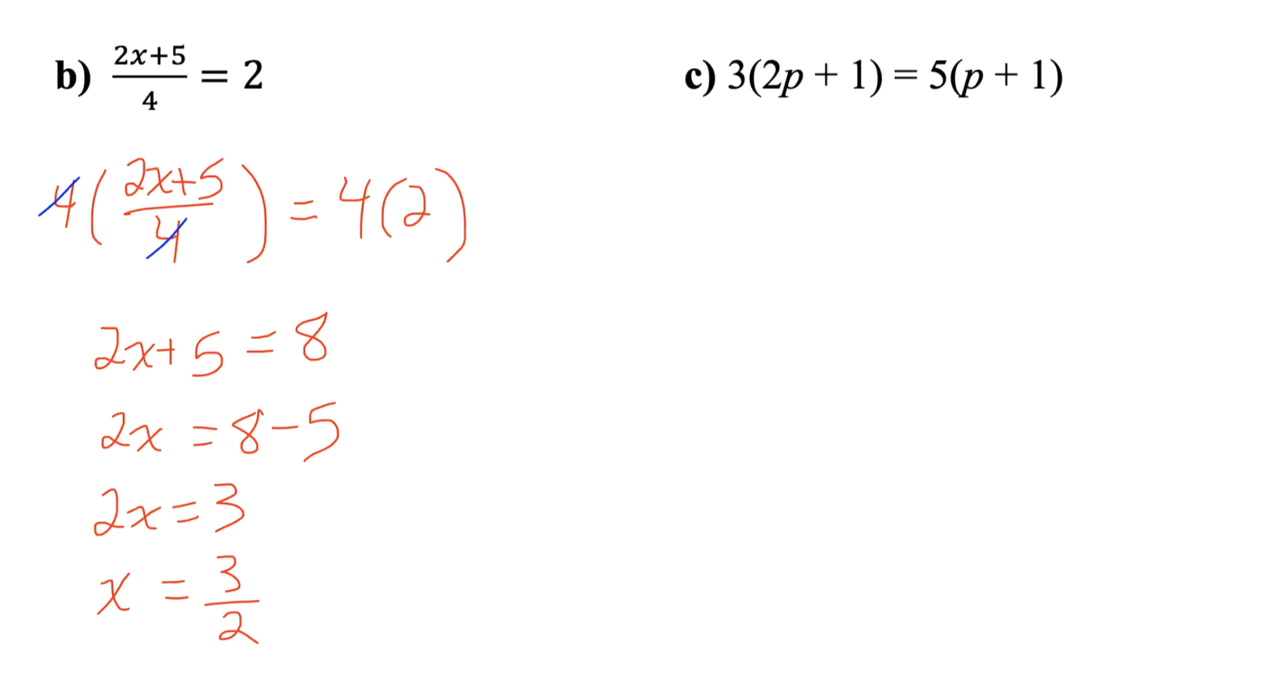 b) (2x+5)/4 = 2
4((2x+5)/4) = 4(2)
2x+5 = 8
2x = 8-5
2x = 3
x = 3/2
c) 3(2p + 1) = 5(p + 1)